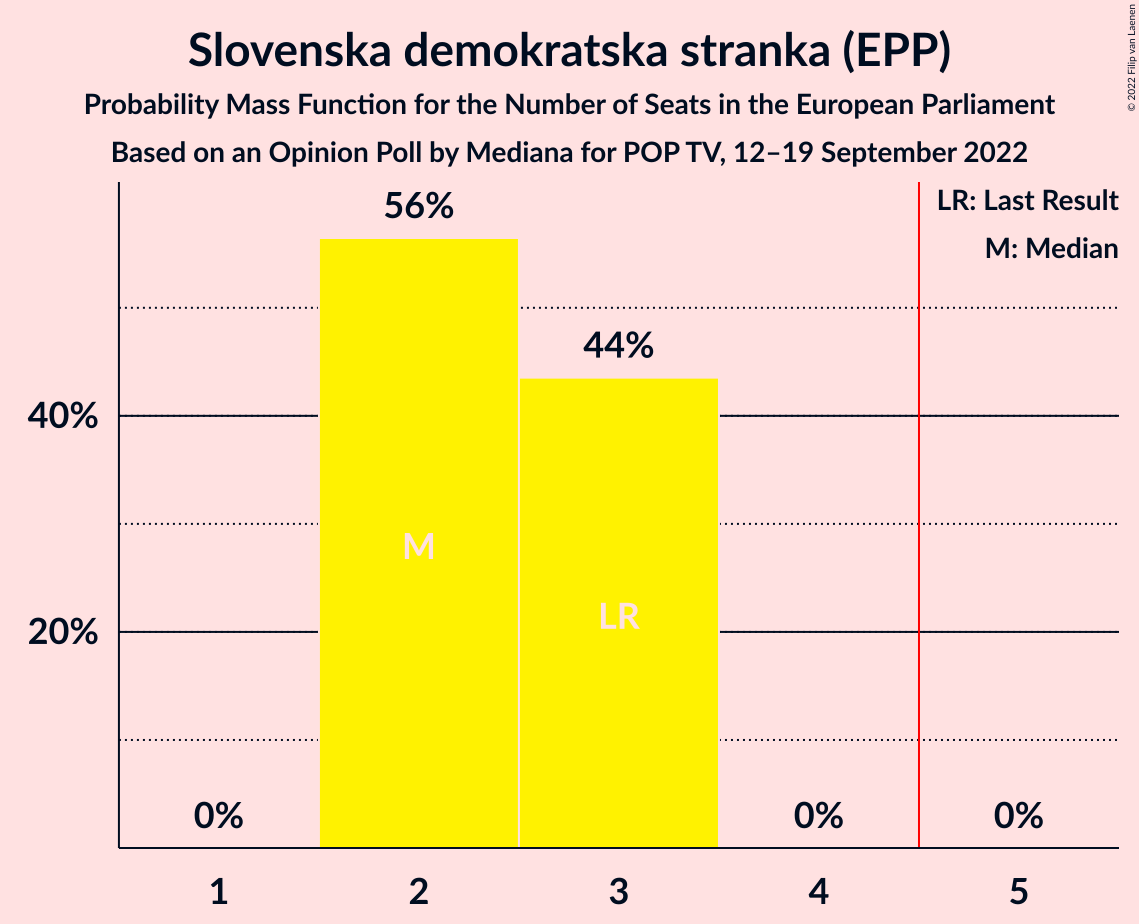 Slovenska demokratska stranka (EPP)
Probability Mass Function for the Number of Seats in the European Parliament
Based on an Opinion Poll by Mediana for POP TV, 12–19 September 2022
© 2022 Filip van Laenen
LR: Last Result
M: Median
56%
44%
40%
20%
M
LR
0%
0%
0%
1
2
3
4
5